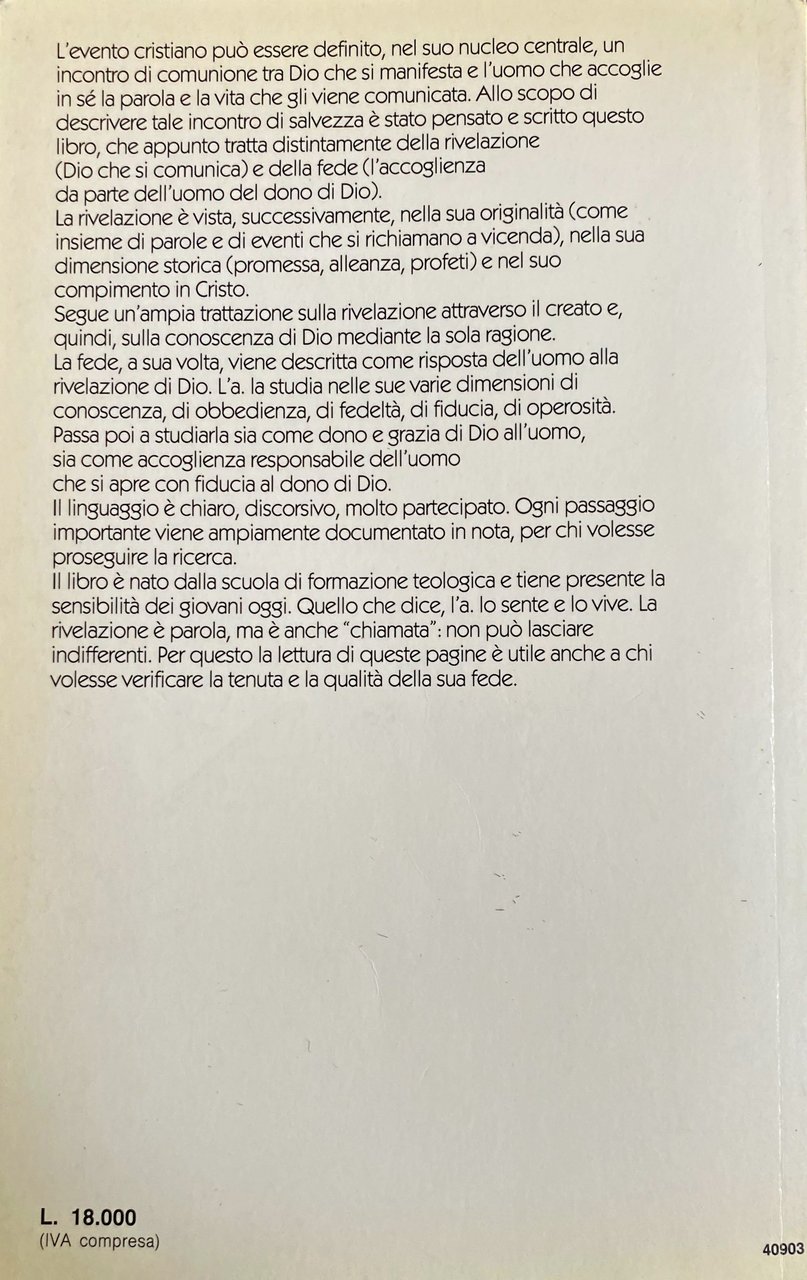 L'evento cristiano può essere definito, nel suo nucleo centrale, un
incontro di comunione tra Dio che si manifesta e l'uomo che accoglie
in sé la parola e la vita che gli viene comunicata. Allo scopo di
descrivere tale incontro di salvezza è stato pensato e scritto questo
libro, che appunto tratta distintamente della rivelazione
(Dio che si comunica) e della fede (l'accoglienza
da parte dell'uomo del dono di Dio).
La rivelazione è vista, successivamente, nella sua originalità (come
insieme di parole e di eventi che si richiamano a vicenda), nella sua
dimensione storica (promessa, alleanza, profeti) e nel suo
compimento in Cristo.
Segue un'ampia trattazione sulla rivelazione attraverso il creato e,
quindi, sulla conoscenza di Dio mediante la sola ragione.
La fede, a sua volta, viene descritta come risposta dell'uomo alla
rivelazione di Dio. L'a. la studia nelle sue varie dimensioni di
conoscenza, di obbedienza, di fedeltà, di fiducia, di operosità.
Passa poi a studiarla sia come dono e grazia di Dio all'uomo,
sia come accoglienza responsabile dell'uomo
che si apre con fiducia al dono di Dio.
Il linguaggio è chiaro, discorsivo, molto partecipato. Ogni passaggio
importante viene ampiamente documentato in nota, per chi volesse
proseguire la ricerca.
Il libro è nato dalla scuola di formazione teologica e tiene presente la
sensibilità dei giovani oggi. Quello che dice, l'a. lo sente e lo vive. La
rivelazione è parola, ma è anche "chiamata": non può lasciare
indifferenti. Per questo la lettura di queste pagine è utile anche a chi
volesse verificare la tenuta e la qualità della sua fede.
L. 18.000
(IVA compresa)
40903